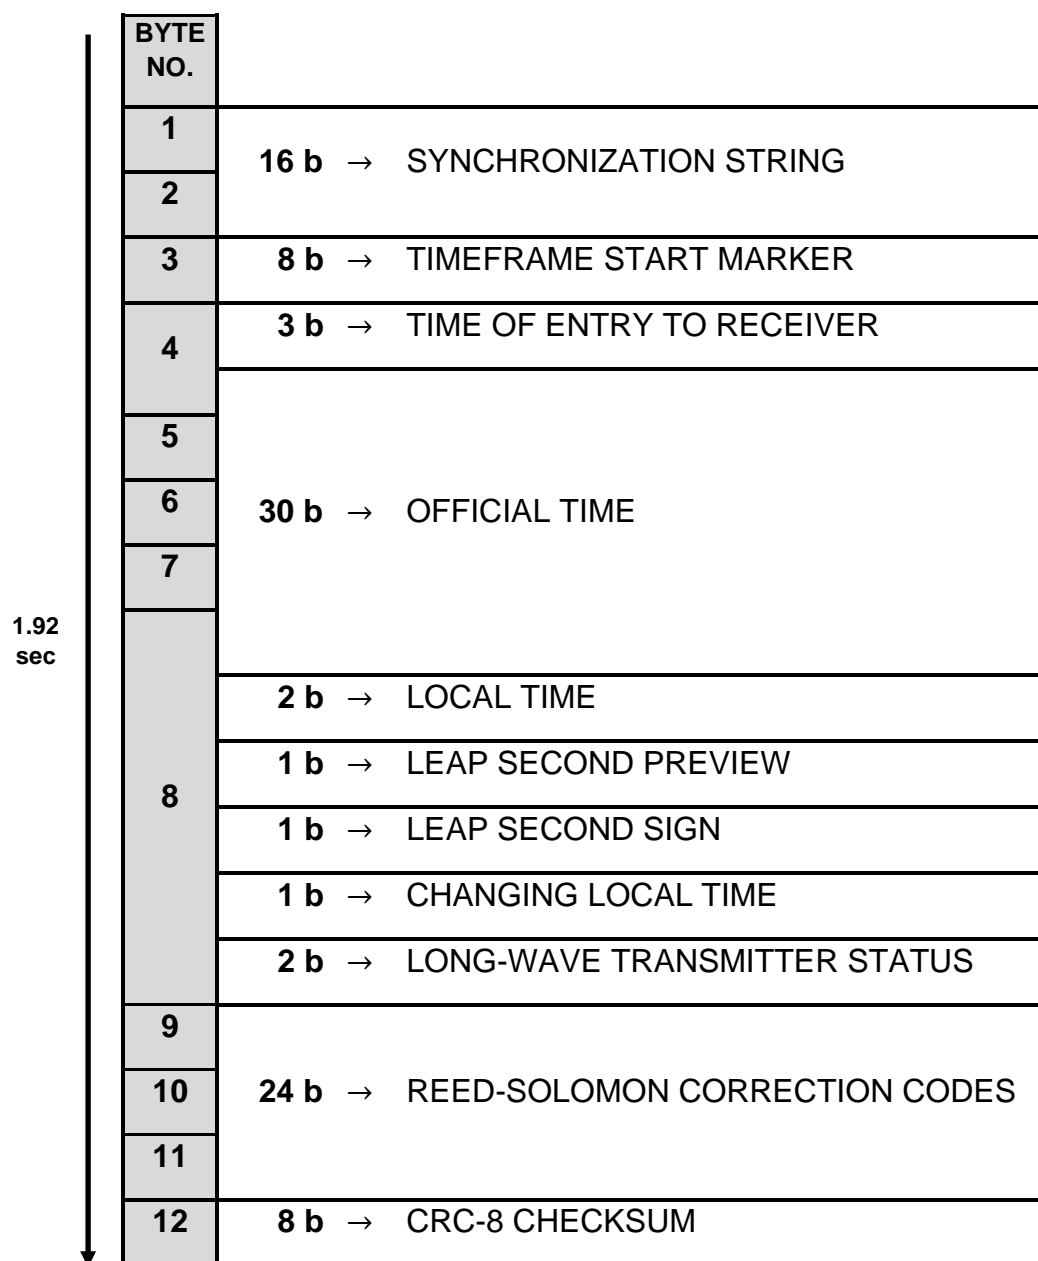 BYTE
NO.
1
16 b → SYNCHRONIZATION STRING
2
3 8 b → TIMEFRAME START MARKER
3 b → TIME OF ENTRY TO RECEIVER
4
5
6 30 b → OFFICIAL TIME
7
1.92
sec
2 b → LOCAL TIME
1 b → LEAP SECOND PREVIEW
8
1 b → LEAP SECOND SIGN
1 b → CHANGING LOCAL TIME
2 b → LONG-WAVE TRANSMITTER STATUS
9
10 24 b → REED-SOLOMON CORRECTION CODES
11
12 8 b → CRC-8 CHECKSUM